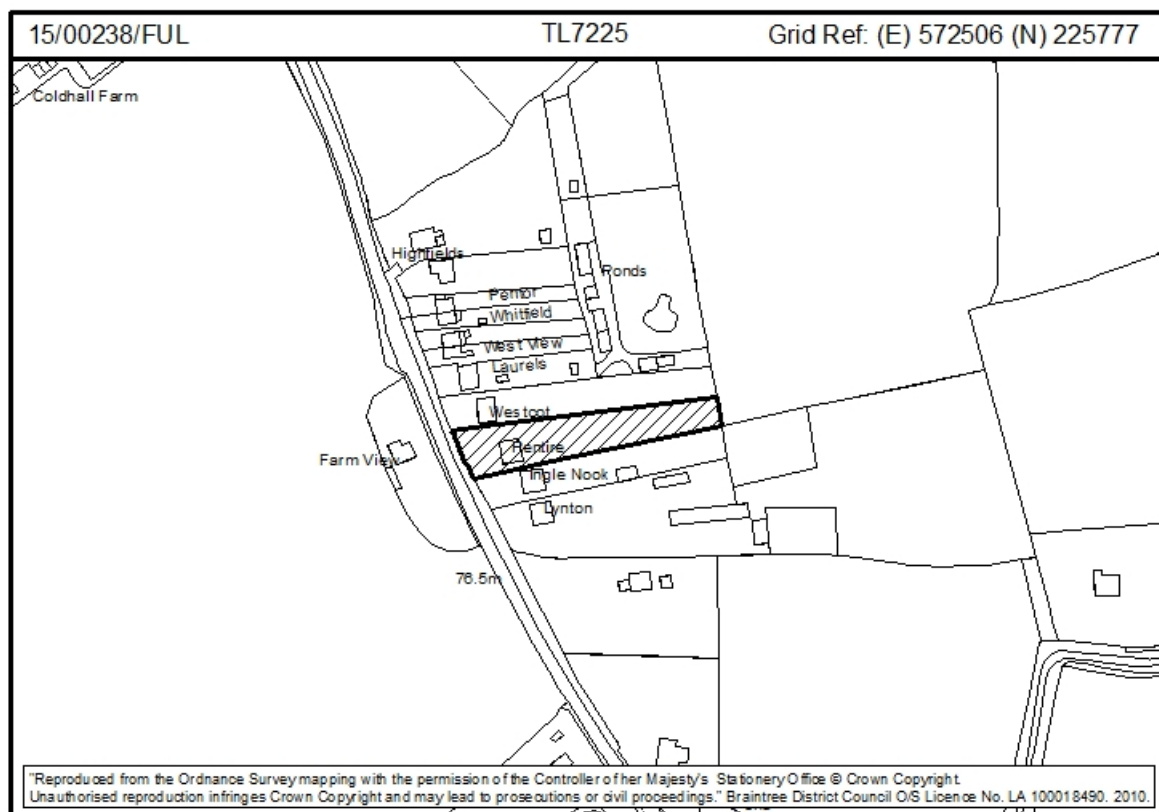 15/00238/FUL TL7225 Grid Ref: (E) 572506 (N) 225777
Coldhall Farm
Highfields
Ponds
Pemor
Whitfield
West View
Laurels
Westcot
Farm View
Ingle Nook
Lynton
76.5m
"Reproduced from the Ordnance Survey mapping with the permission of the Controller of her Majesty's Stationery Office © Crown Copyright.
Unauthorised reproduction infringes Crown Copyright and may lead to prosecutions or civil proceedings." Braintree District Council O/S Licence No. LA 100018490. 2010.